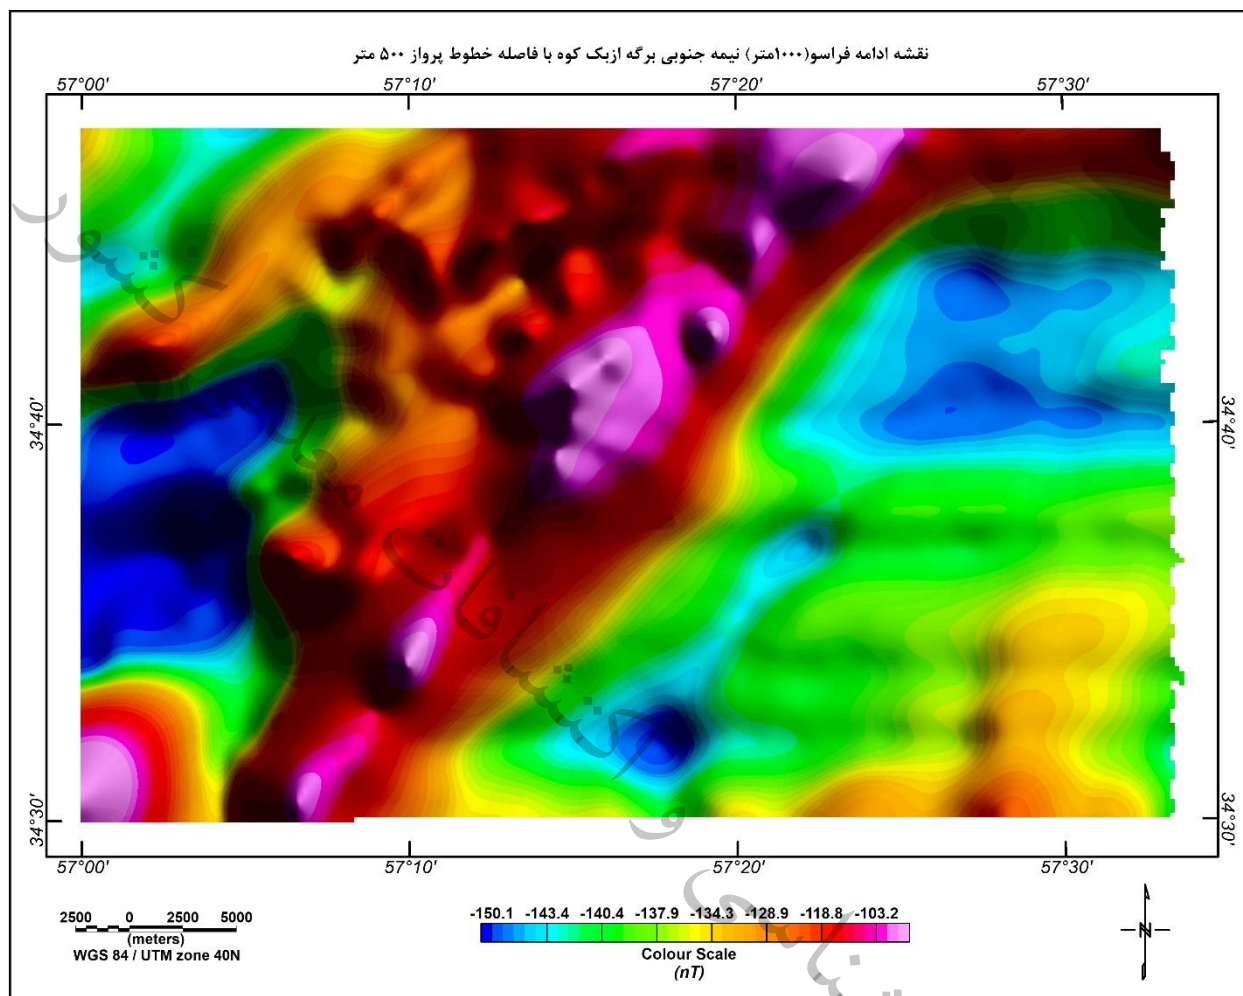 نقشه ادامه فراسو(۱۰۰۰متر) نیمه جنوبی برگه ازبک کوه با فاصله خطوط پرواز ۵۰۰ متر
57°00' 57°10' 57°20' 57°30'
34°40' 34°40'
34°30' 34°30'
57°00' 57°10' 57°20' 57°30'
2500 0 2500 5000
(meters)
WGS 84 / UTM zone 40N
-150.1 -143.4 -140.4 -137.9 -134.3 -128.9 -118.8 -103.2
Colour Scale
(nT)
N
و اکتشافات